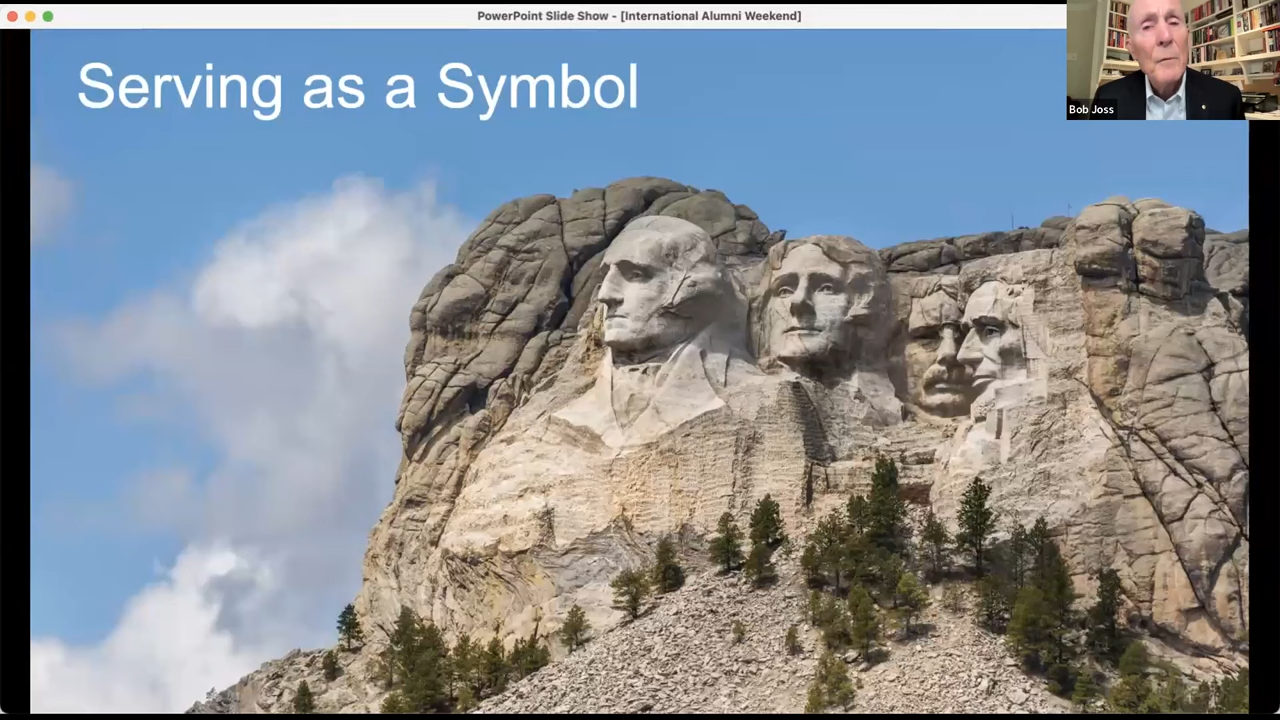 PowerPoint Slide Show - [International Alumni Weekend]
Serving as a Symbol
Bob Joss